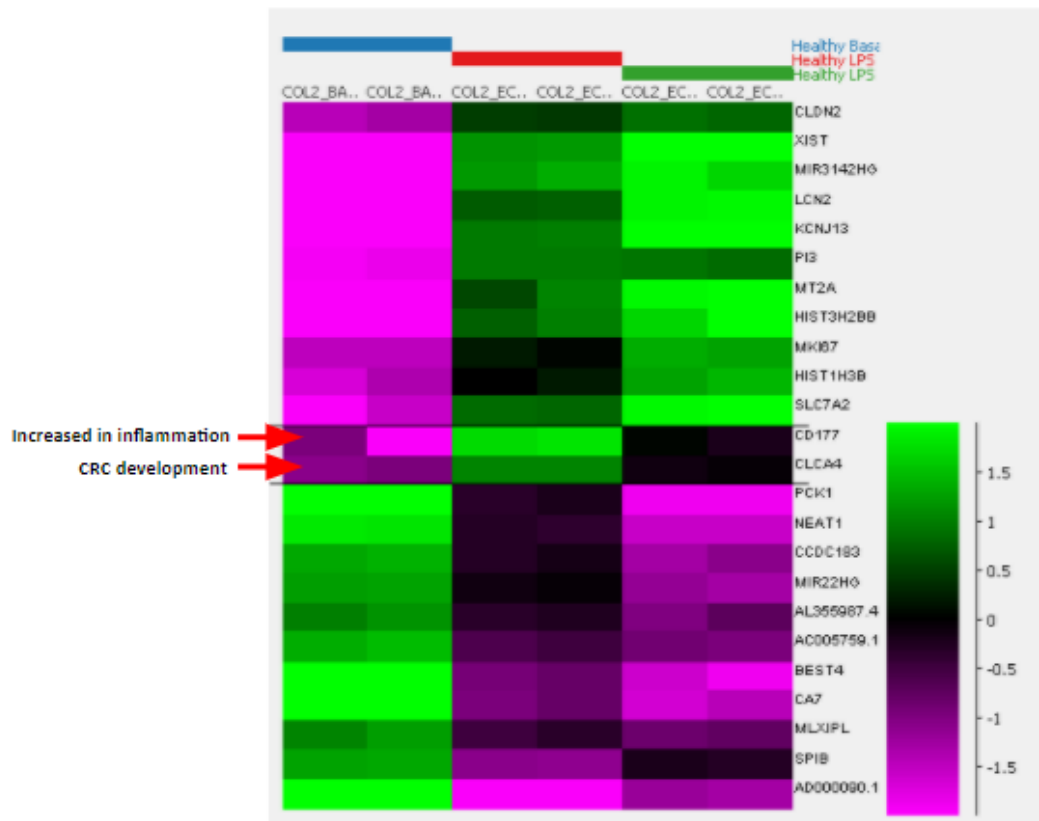 Healthy Basa
Healthy LPS
Healthy LPS
COL2_BA.. COL2_BA.. COL2_EC.. COL2_EC.. COL2_EC.. COL2_EC..
CLDN2
XIST
MIR3142HG
LCN2
KCNJ13
PI3
MT2A
HIST3H2BB
MKI67
HIST1H3B
SLC7A2
Increased in inflammation
CD177
CRC development
CLCA4
PCK1
NEAT1
CCDC183
MIR22HG
AL355987.4
AC005759.1
BEST4
CA7
MLXIPL
SPIB
AD000090.1
1.5
1
0.5
0
-0.5
-1
-1.5